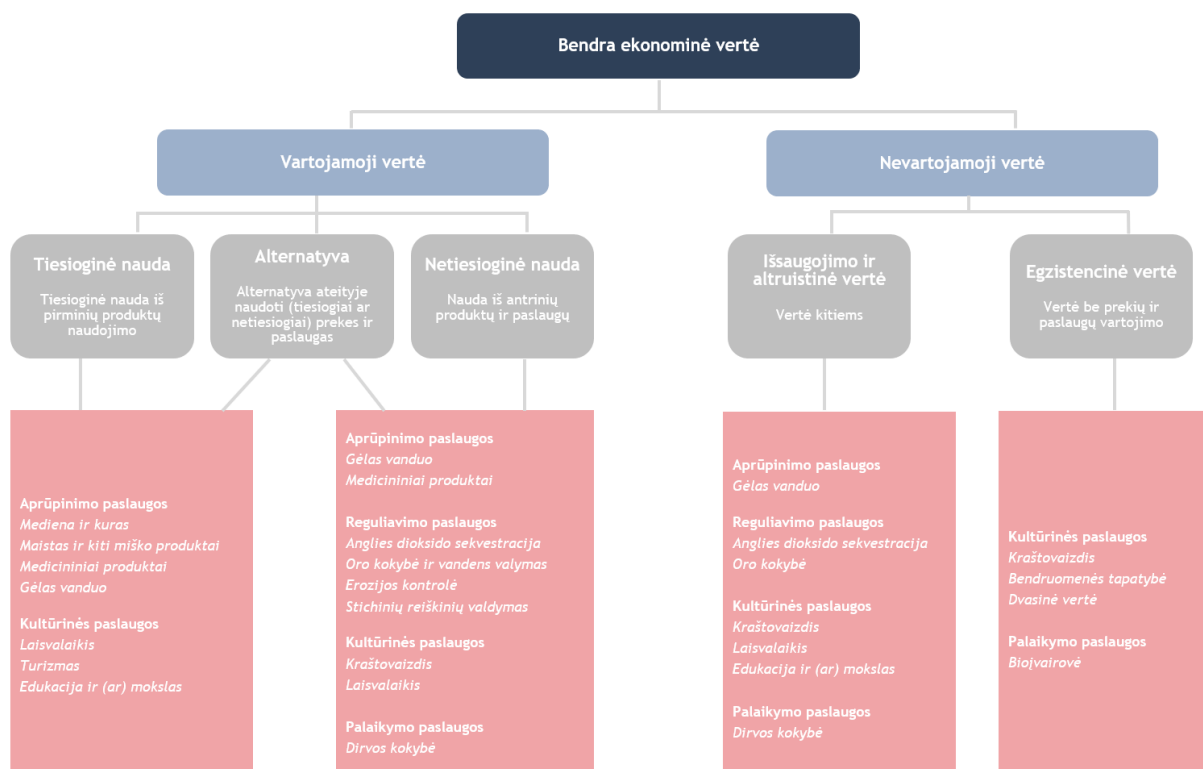 Bendra ekonominė vertė
Vartojamoji vertė
Nevartojamoji vertė
Tiesioginė nauda
Tiesioginė nauda iš
pirminių produktų
naudojimo
Alternatyva
Alternatyva ateityje
naudoti (tiesiogiai ar
netiesiogiai) prekes ir
paslaugas
Netiesioginė nauda
Nauda iš antrinių
produktų ir paslaugų
Išsaugojimo ir
altruistinė vertė
Vertė kitiems
Egzistencinė vertė
Vertė be prekių ir
paslaugų vartojimo
Aprūpinimo paslaugos
Mediena ir kuras
Maistas ir kiti miško produktai
Medicininiai produktai
Gėlas vanduo
Kultūrinės paslaugos
Laisvalaikis
Turizmas
Edukacija ir (ar) mokslas
Aprūpinimo paslaugos
Gėlas vanduo
Medicininiai produktai
Reguliavimo paslaugos
Anglies dioksido sekvestracija
Oro kokybė ir vandens valymas
Erozijos kontrolė
Stichinių reiškinių valdymas
Kultūrinės paslaugos
Kraštovaizdis
Laisvalaikis
Palaikymo paslaugos
Dirvos kokybė
Aprūpinimo paslaugos
Gėlas vanduo
Reguliavimo paslaugos
Anglies dioksido sekvestracija
Oro kokybė
Kultūrinės paslaugos
Kraštovaizdis
Laisvalaikis
Edukacija ir (ar) mokslas
Palaikymo paslaugos
Dirvos kokybė
Kultūrinės paslaugos
Kraštovaizdis
Bendruomenės tapatybė
Dvasinė vertė
Palaikymo paslaugos
Bioįvairovė